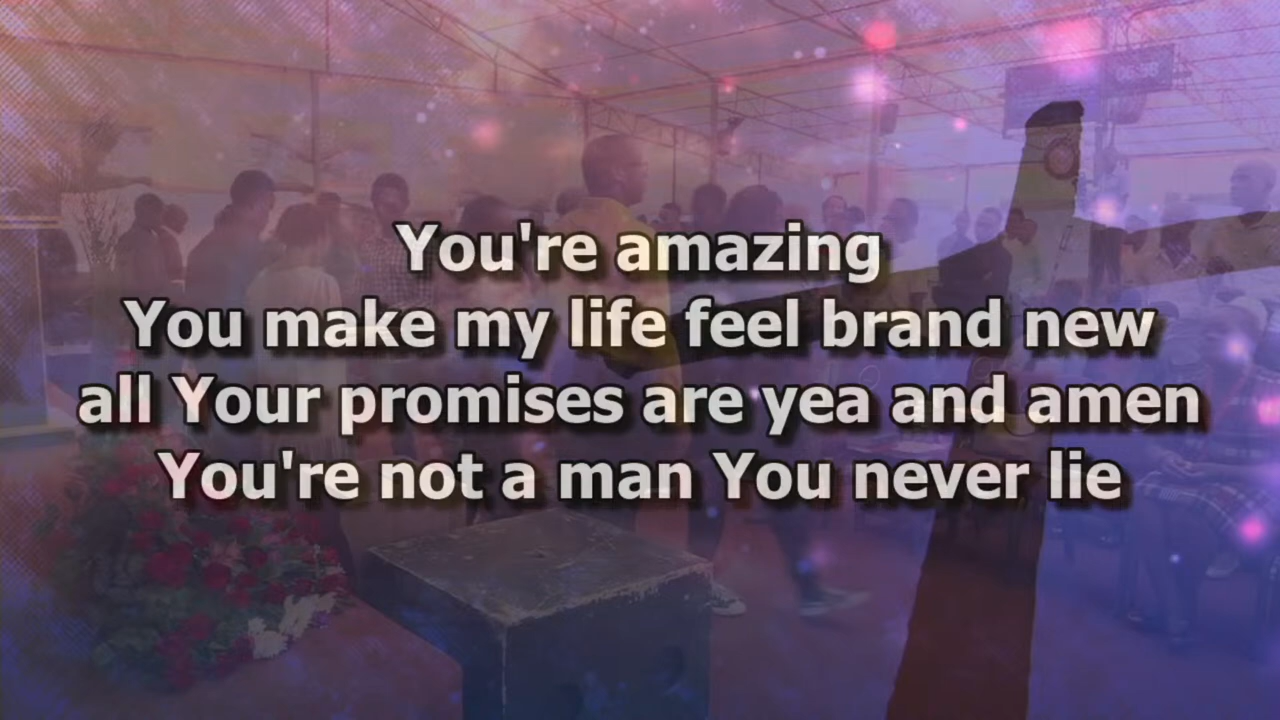 You're amazing
You make my life feel brand new
all Your promises are yea and amen
You're not a man You never lie